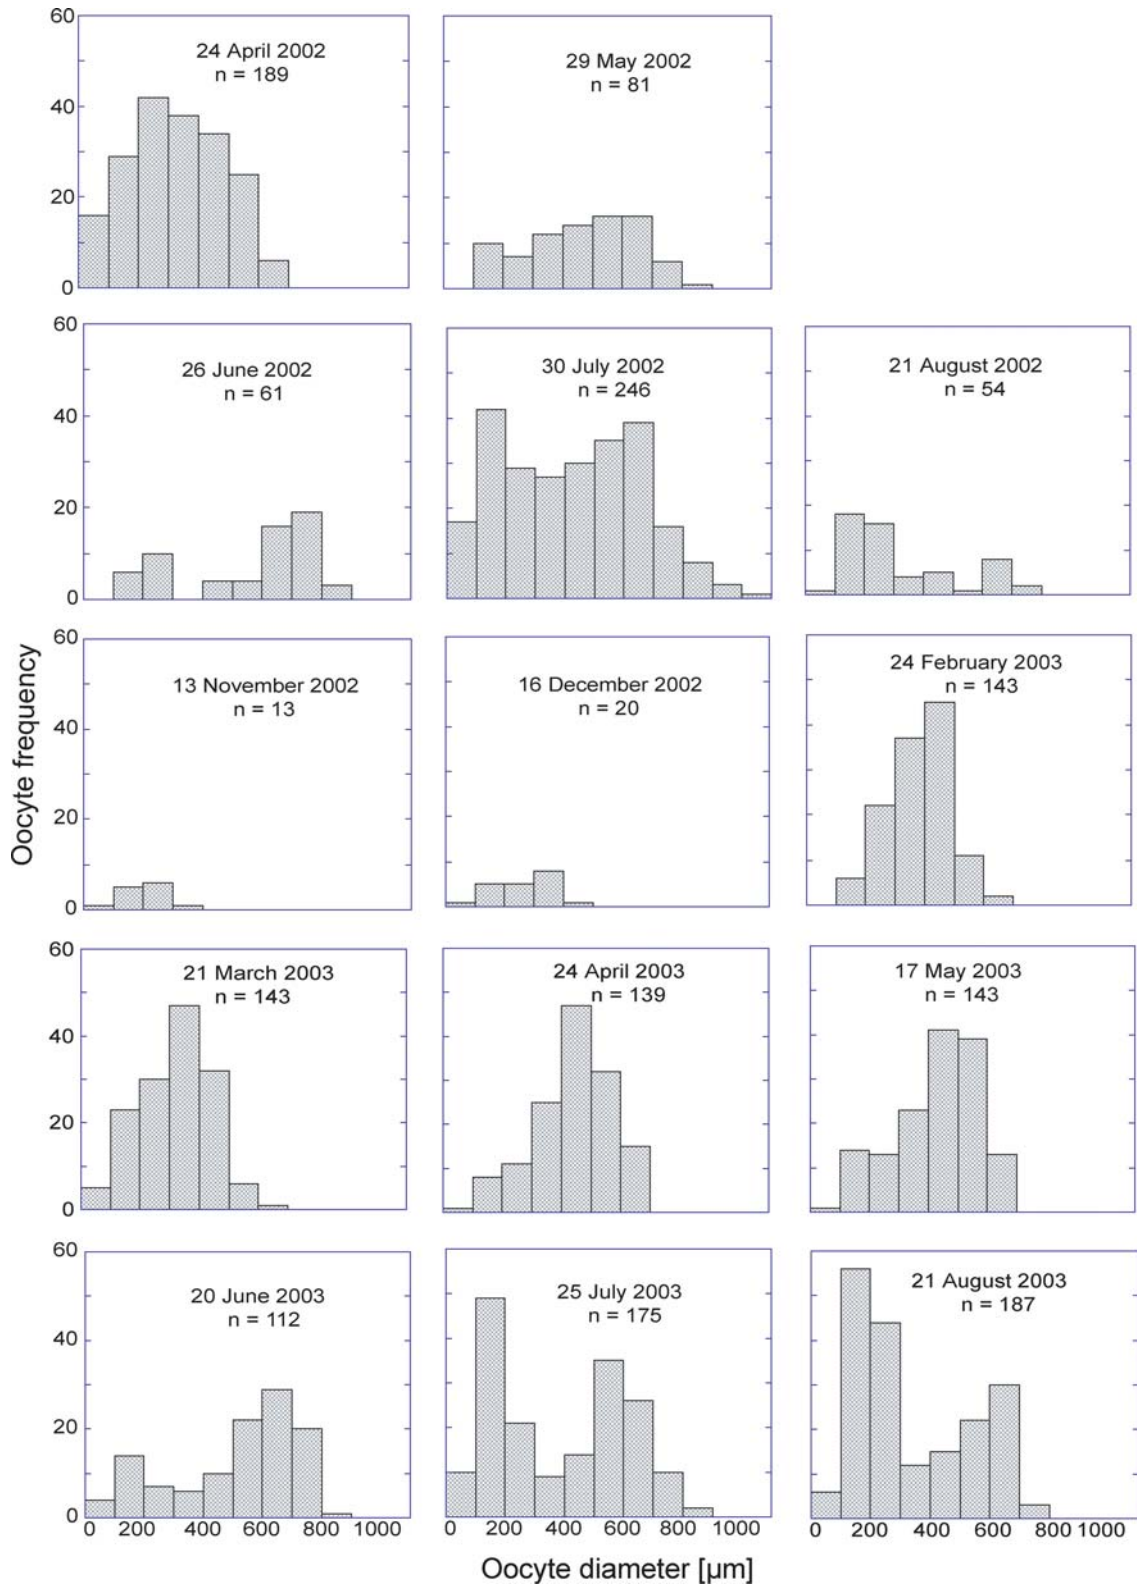 60
40
20
0
24 April 2002
n = 189
29 May 2002
n = 81
60
40
20
0
26 June 2002
n = 61
30 July 2002
n = 246
21 August 2002
n = 54
Oocyte frequency
60
40
20
0
13 November 2002
n = 13
16 December 2002
n = 20
24 February 2003
n = 143
60
40
20
0
21 March 2003
n = 143
24 April 2003
n = 139
17 May 2003
n = 143
60
40
20
0
20 June 2003
n = 112
25 July 2003
n = 175
21 August 2003
n = 187
0 200 400 600 800 1000
0 200 400 600 800 1000
0 200 400 600 800 1000
Oocyte diameter [µm]